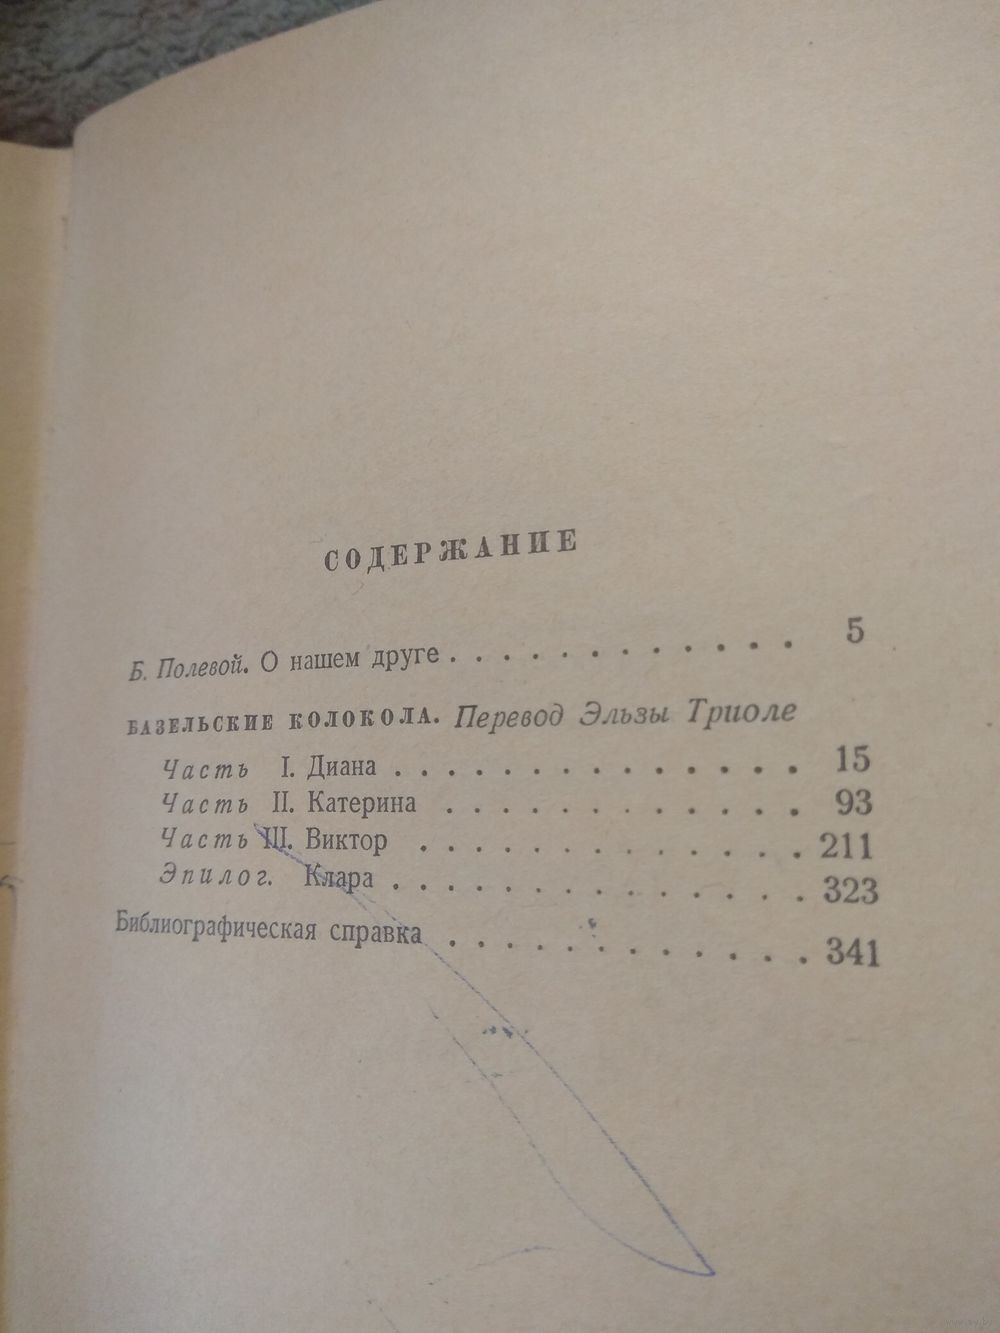 СОДЕРЖАНИЕ
Б. Полевой. О нашем друге . . . . . . . . . . . . 5
БАЗЕЛЬСКИЕ КОЛОКОЛА. Перевод Эльзы Триоле
Часть I. Диана . . . . . . . . . . . . . . . 15
Часть II. Катерина . . . . . . . . . . . . . 93
Часть III. Виктор . . . . . . . . . . . . . . 211
Эпилог. Клара . . . . . . . . . . . . . . . 323
Библиографическая справка . . . . . . . . . . . . . 341